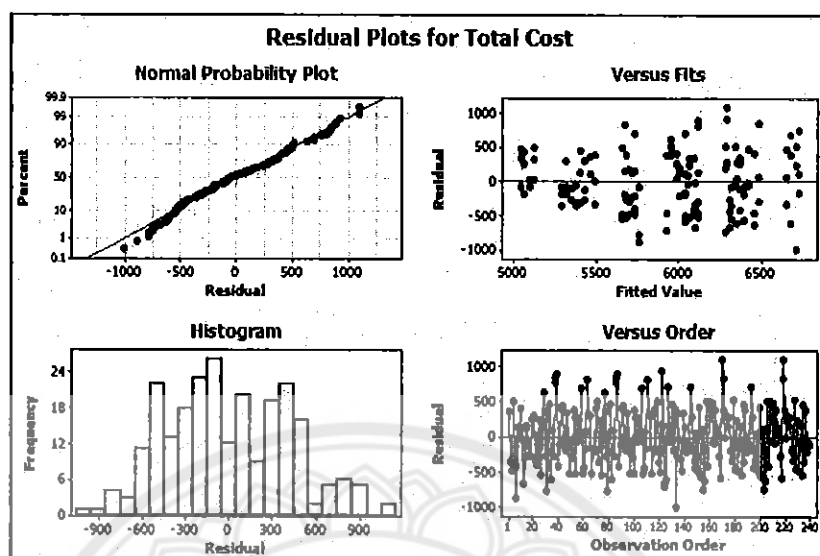 Residual Plots for Total Cost
Normal Probability Plot
99.9
99
90
50
10
1
0.1
Percent
-1000 -500 0 500 1000
Residual
Versus Fits
1000
500
0
-500
-1000
Residual
5000 5500 6000 6500
Fitted Value
Histogram
24
18
12
6
0
Frequency
-900 -600 -300 0 300 600 900
Residual
Versus Order
1000
500
0
-500
-1000
Residual
1 20 40 60 80 100 120 140 160 180 220 240
Observation Order